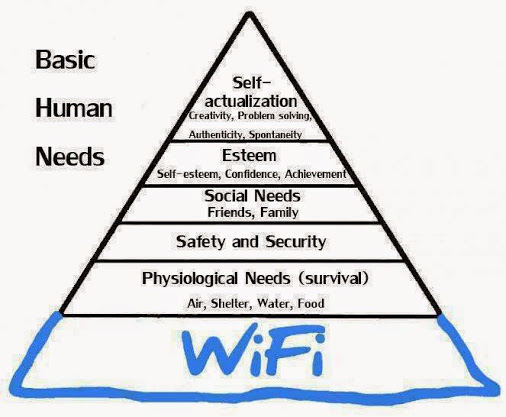 Basic
Human
Needs
Self-
actualization
Creativity, Problem solving,
Authenticity, Spontaneity
Esteem
Self-esteem, Confidence, Achievement
Social Needs
Friends, Family
Safety and Security
Physiological Needs (survival)
Air, Shelter, Water, Food
WiFi